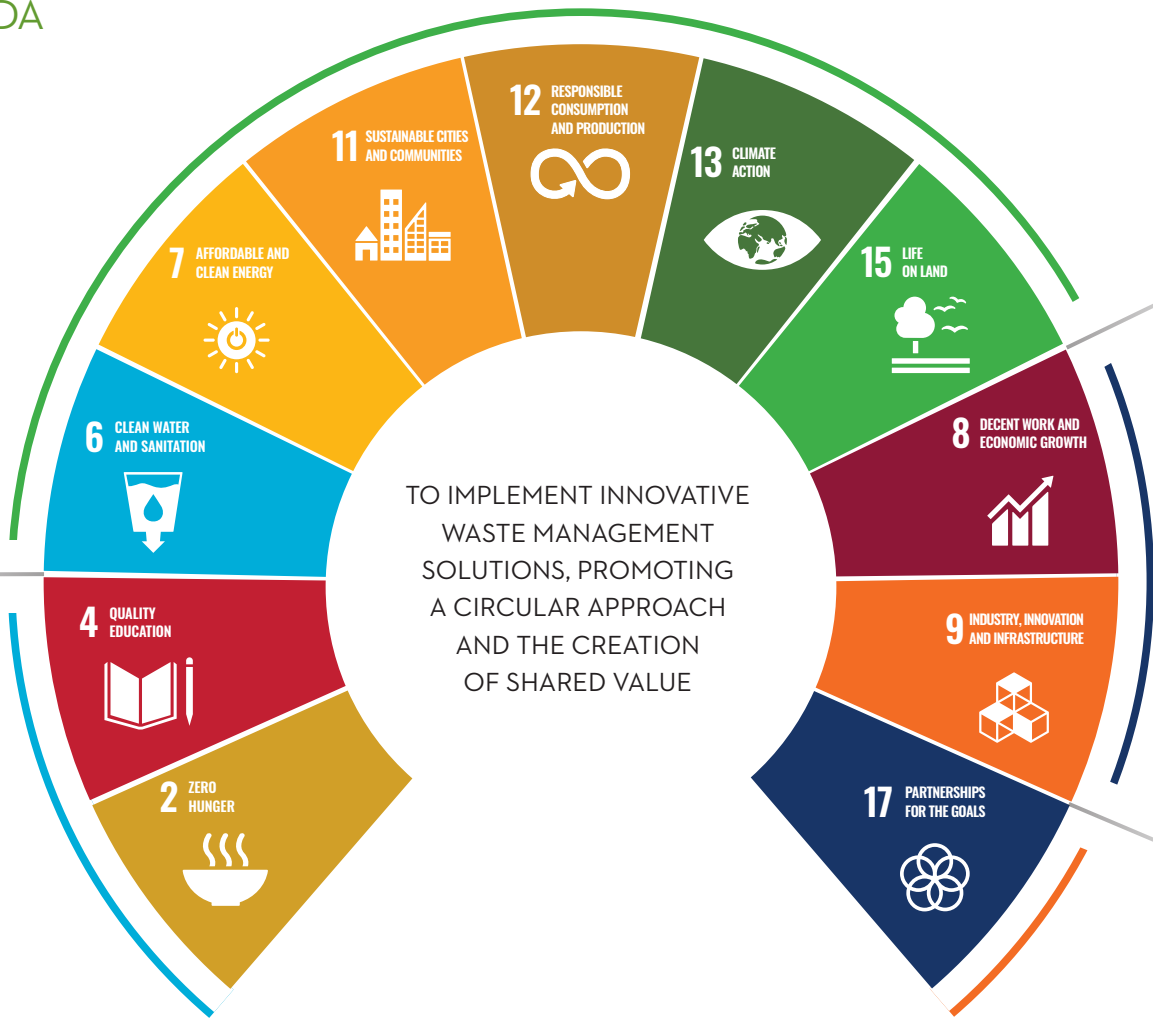 DA
12 RESPONSIBLE
CONSUMPTION
AND PRODUCTION
11 SUSTAINABLE CITIES
AND COMMUNITIES
13 CLIMATE
ACTION
7 AFFORDABLE AND
CLEAN ENERGY
15 LIFE
ON LAND
6 CLEAN WATER
AND SANITATION
8 DECENT WORK AND
ECONOMIC GROWTH
TO IMPLEMENT INNOVATIVE
WASTE MANAGEMENT
SOLUTIONS, PROMOTING
A CIRCULAR APPROACH
AND THE CREATION
OF SHARED VALUE
4 QUALITY
EDUCATION
9 INDUSTRY, INNOVATION
AND INFRASTRUCTURE
2 ZERO
HUNGER
17 PARTNERSHIPS
FOR THE GOALS